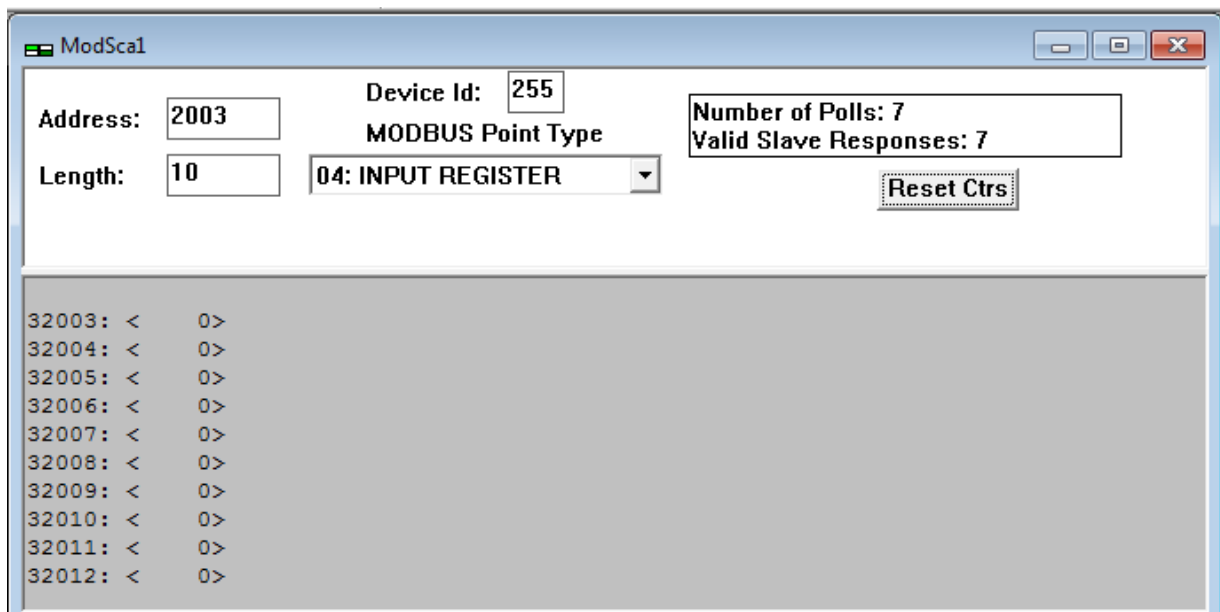 ModSca1
Address: 2003
Device Id: 255
MODBUS Point Type
Number of Polls: 7
Valid Slave Responses: 7
Length: 10
04: INPUT REGISTER
Reset Ctrs
32003: <     0>
32004: <     0>
32005: <     0>
32006: <     0>
32007: <     0>
32008: <     0>
32009: <     0>
32010: <     0>
32011: <     0>
32012: <     0>